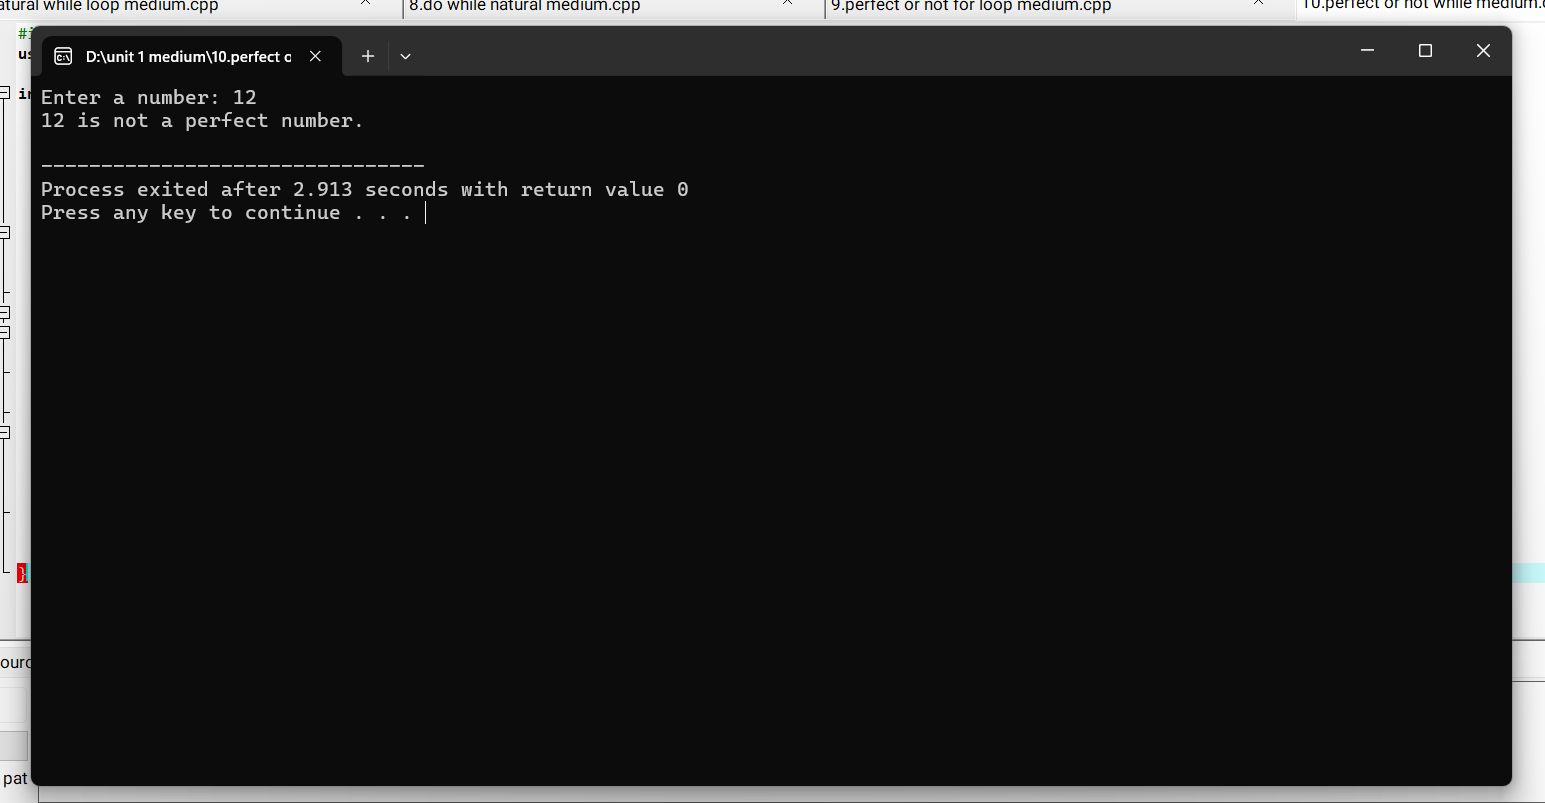 atural while loop medium.cpp
8.do while natural medium.cpp
9.perfect or not for loop medium.cpp
10.perfect or not while medium.
D:\unit 1 medium\10.perfect o
Enter a number: 12
12 is not a perfect number.
--------------------------------
Process exited after 2.913 seconds with return value 0
Press any key to continue . . .
}
ourc
pat